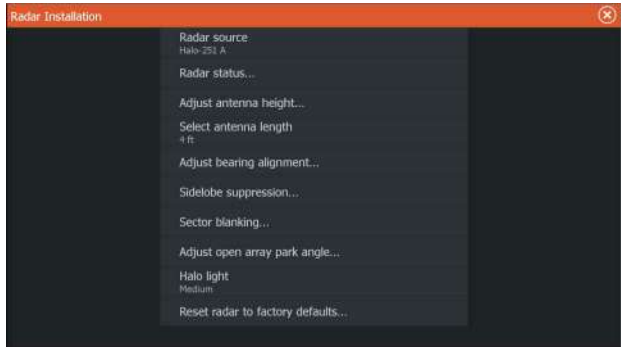 Radar Installation
Radar source
Halo-251 A
Radar status...
Adjust antenna height...
Select antenna length
4 ft
Adjust bearing alignment...
Sidelobe suppression...
Sector blanking...
Adjust open array park angle...
Halo light
Medium
Reset radar to factory defaults...